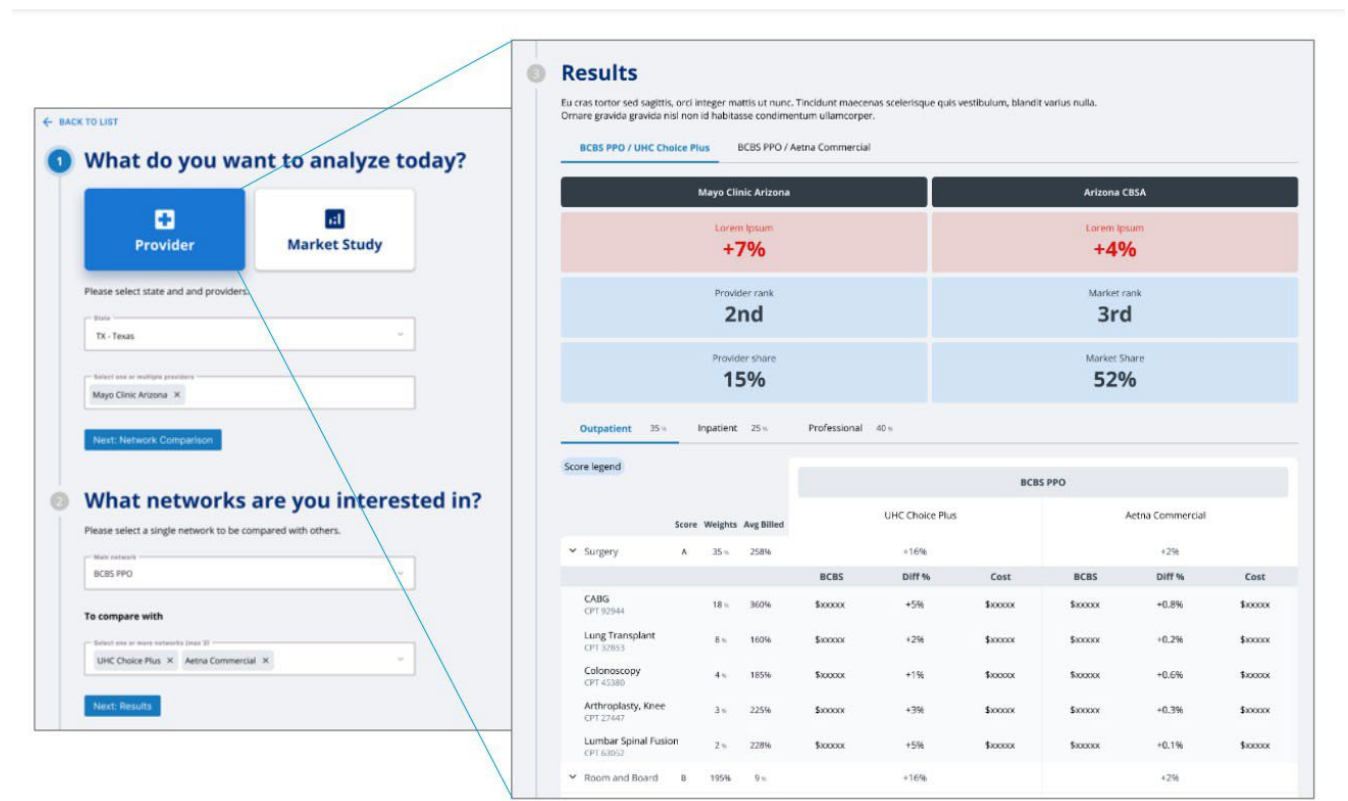 ← BACK TO LIST
1 What do you want to analyze today?
Provider
Market Study
Please select state and and providers.
State
TX - Texas
Select one or multiple providers
Mayo Clinic Arizona ×
Next: Network Comparison
2 What networks are you interested in?
Please select a single network to be compared with others.
Main network
BCBS PPO
To compare with
Select one or more networks (max 3)
UHC Choice Plus × Aetna Commercial ×
Next: Results
3 Results
Eu cras tortor sed sagittis, orci integer mattis ut nunc. Tincidunt maecenas scelerisque quis vestibulum, blandit varius nulla.
Ornare gravida gravida nisl non id habitasse condimentum ullamcorper.
BCBS PPO / UHC Choice Plus BCBS PPO / Aetna Commercial
Mayo Clinic Arizona Arizona CBSA
Lorem Ipsum Lorem Ipsum
+7% +4%
Provider rank Market rank
2nd 3rd
Provider share Market Share
15% 52%
Outpatient 35 % Inpatient 25 % Professional 40 %
Score legend
BCBS PPO
UHC Choice Plus Aetna Commercial
Score Weights Avg Billed
Surgery A 35 % 258% +16% +2%
BCBS Diff % Cost BCBS Diff % Cost
CABG 18 % 360% $xxxxx +5% $xxxxx $xxxxx +0.8% $xxxxx
CPT 92944
Lung Transplant 8 % 160% $xxxxx +2% $xxxxx $xxxxx +0.2% $xxxxx
CPT 32853
Colonoscopy 4 % 185% $xxxxx +1% $xxxxx $xxxxx +0.6% $xxxxx
CPT 45380
Arthroplasty, Knee 3 % 225% $xxxxx +3% $xxxxx $xxxxx +0.3% $xxxxx
CPT 27447
Lumbar Spinal Fusion 2 % 228% $xxxxx +5% $xxxxx $xxxxx +0.1% $xxxxx
CPT 63052
Room and Board B 195% 9 % +16% +2%